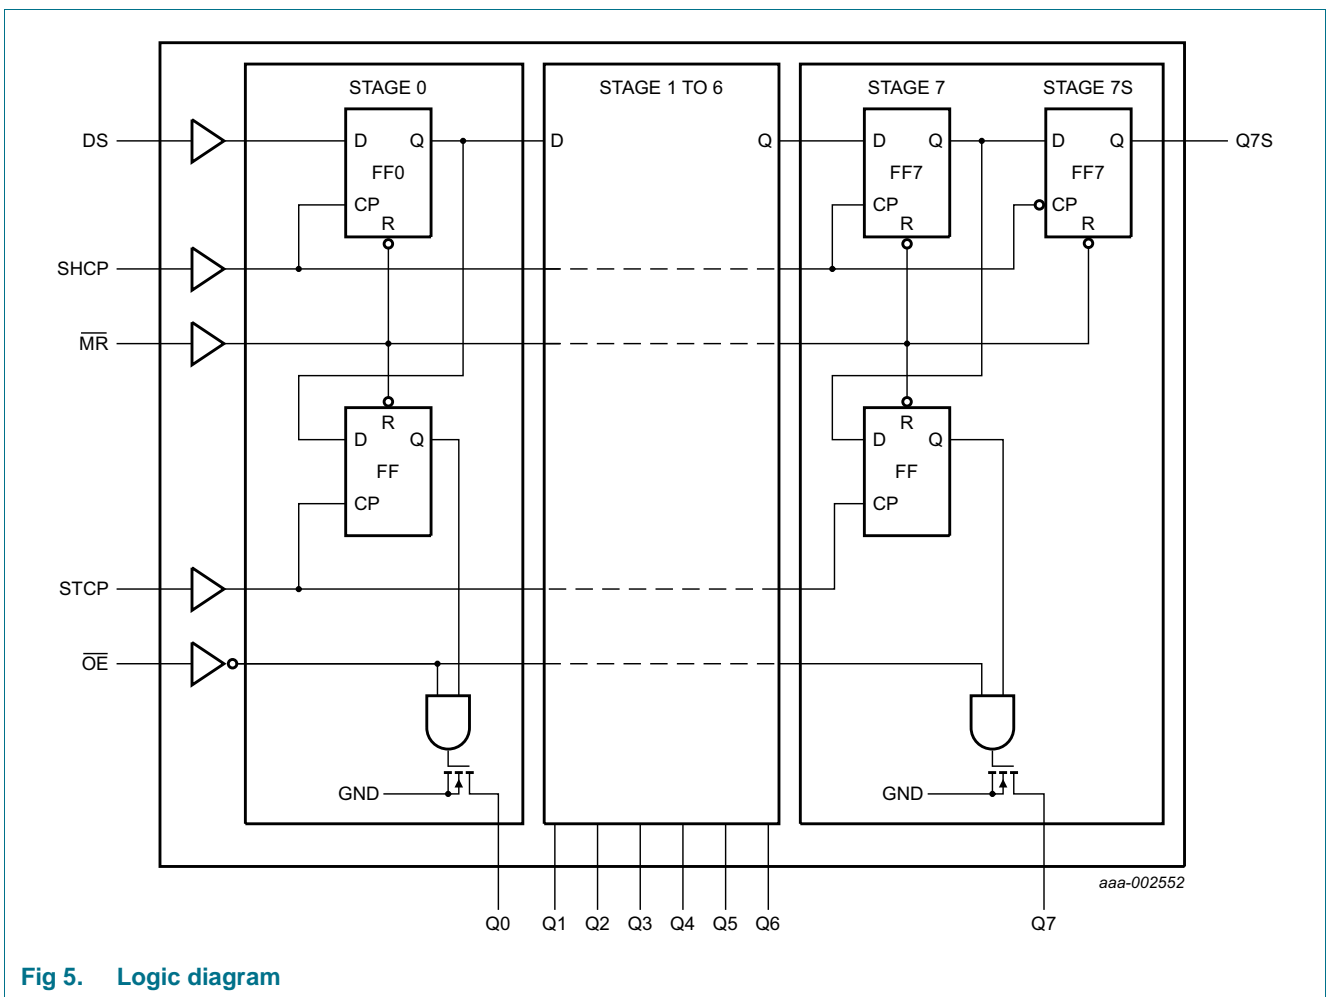 STAGE 0
STAGE 1 TO 6
STAGE 7
STAGE 7S
DS
D
Q
FF0
CP
R
D
Q
D
Q
FF7
CP
R
D
Q
FF7
CP
R
Q7S
SHCP
MR
R
D
Q
FF
CP
R
D
Q
FF
CP
STCP
OE
GND
GND
aaa-002552
Q0
Q1
Q2
Q3
Q4
Q5
Q6
Q7
Fig 5. Logic diagram